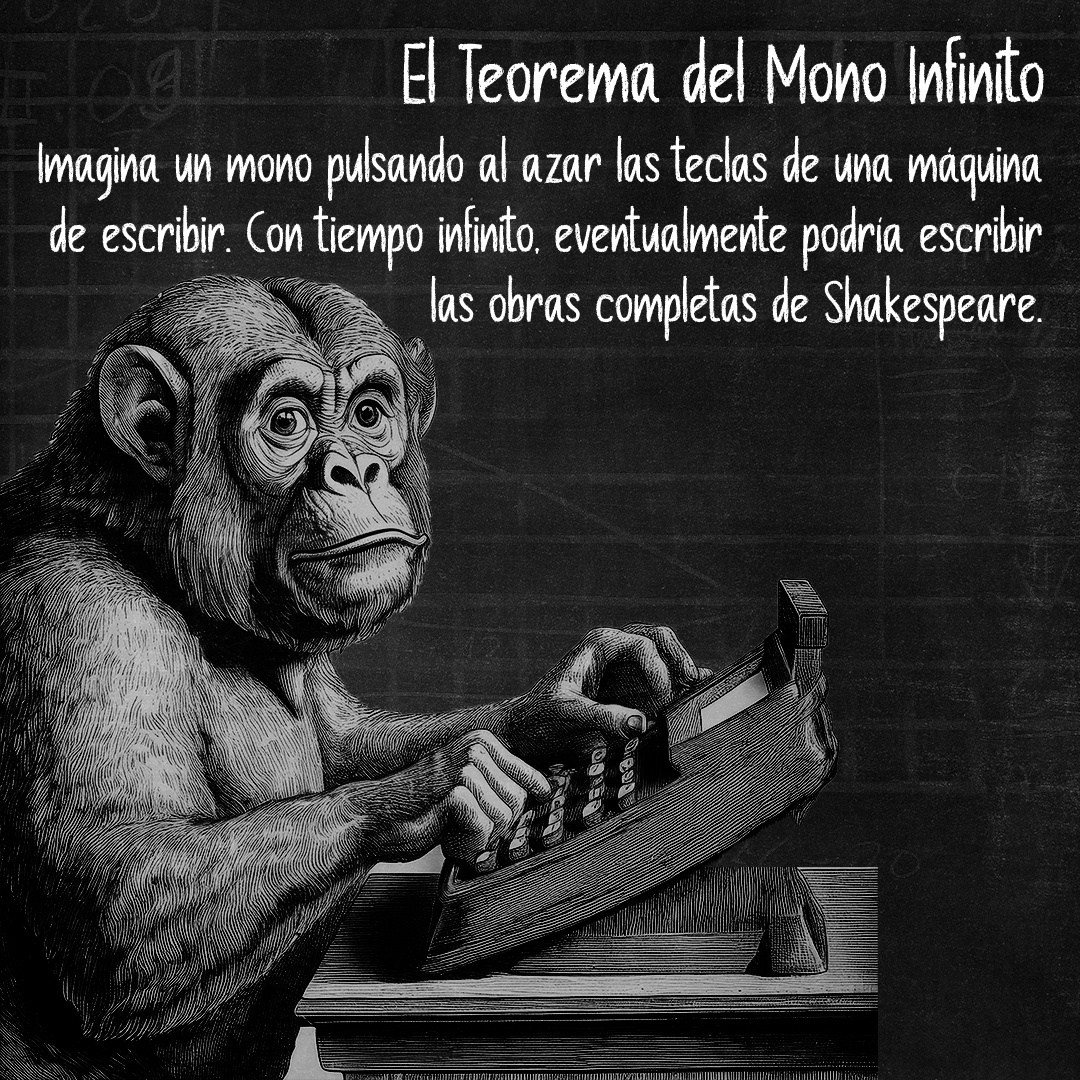 El Teorema del Mono Infinito
Imagina un mono pulsando al azar las teclas de una máquina
de escribir. Con tiempo infinito, eventualmente podría escribir
las obras completas de Shakespeare.